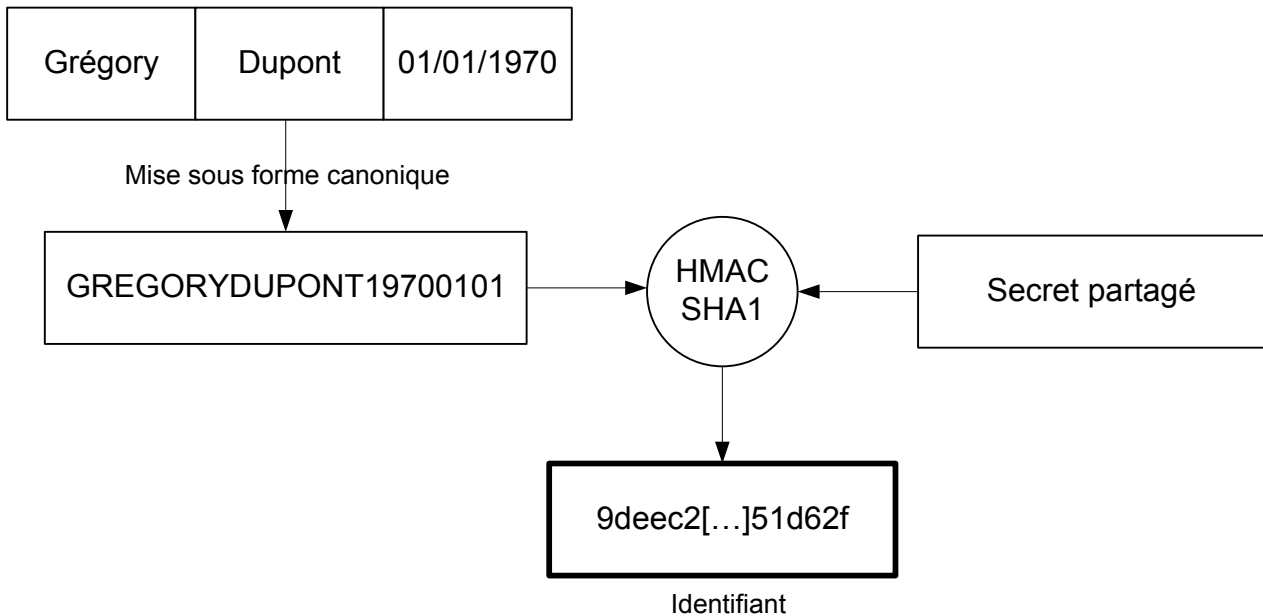 Grégory Dupont 01/01/1970
Mise sous forme canonique
GREGORYDUPONT19700101
HMAC
SHA1
Secret partagé
9deec2[…]51d62f
Identifiant